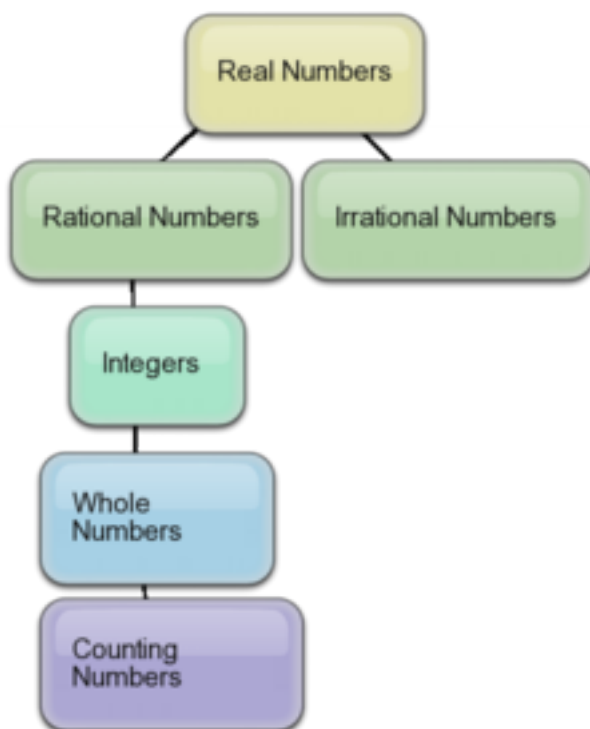 Real Numbers
Rational Numbers
Irrational Numbers
Integers
Whole
Numbers
Counting
Numbers